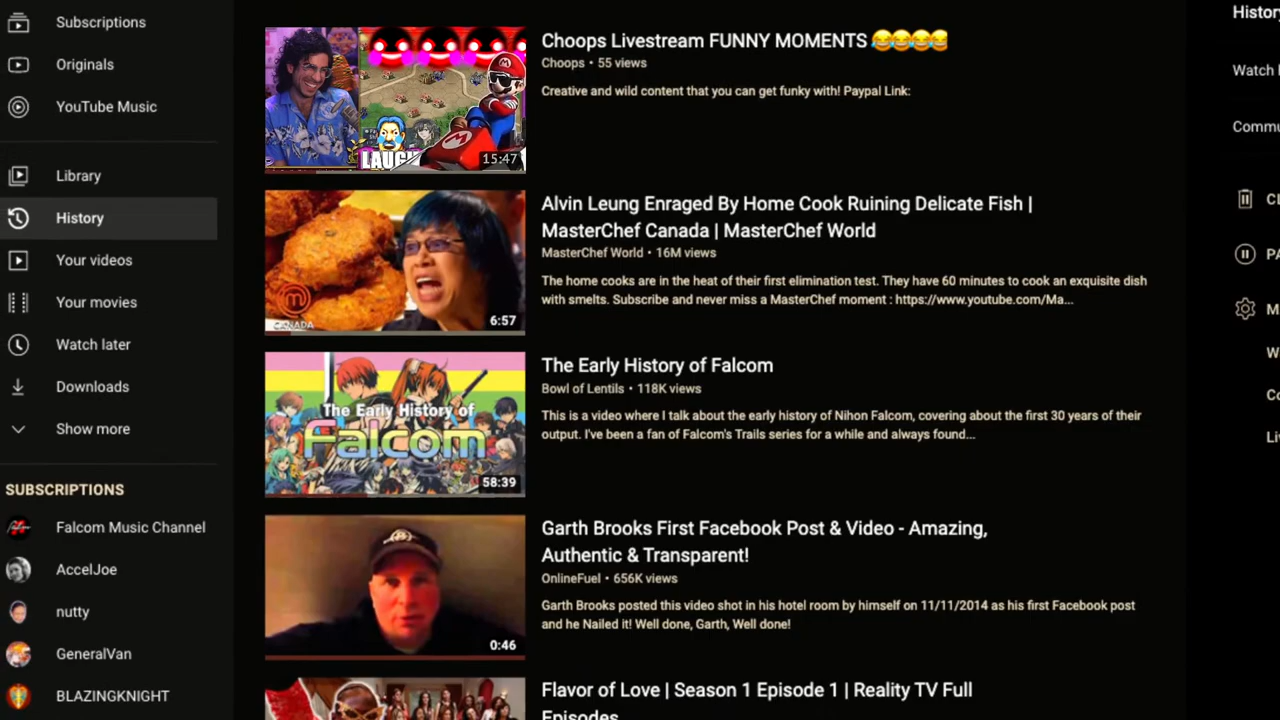 Subscriptions
Originals
YouTube Music
Library
History
Your videos
Your movies
Watch later
Downloads
Show more
SUBSCRIPTIONS
Falcom Music Channel
AccelJoe
nutty
GeneralVan
BLAZINGKNIGHT
LAUGH
15:47
Choops Livestream FUNNY MOMENTS 😂😂😂😂
Choops • 55 views
Creative and wild content that you can get funky with! Paypal Link:
CANADA
6:57
Alvin Leung Enraged By Home Cook Ruining Delicate Fish |
MasterChef Canada | MasterChef World
MasterChef World • 16M views
The home cooks are in the heat of their first elimination test. They have 60 minutes to cook an exquisite dish
with smelts. Subscribe and never miss a MasterChef moment : https://www.youtube.com/Ma...
The Early History of
Falcom
58:39
The Early History of Falcom
Bowl of Lentils • 118K views
This is a video where I talk about the early history of Nihon Falcom, covering about the first 30 years of their
output. I've been a fan of Falcom's Trails series for a while and always found...
0:46
Garth Brooks First Facebook Post & Video - Amazing,
Authentic & Transparent!
OnlineFuel • 656K views
Garth Brooks posted this video shot in his hotel room by himself on 11/11/2014 as his first Facebook post
and he Nailed it! Well done, Garth, Well done!
Flavor of Love | Season 1 Episode 1 | Reality TV Full
Episodes
History
Watch
Commu
CL
PA
M
W
Co
Li